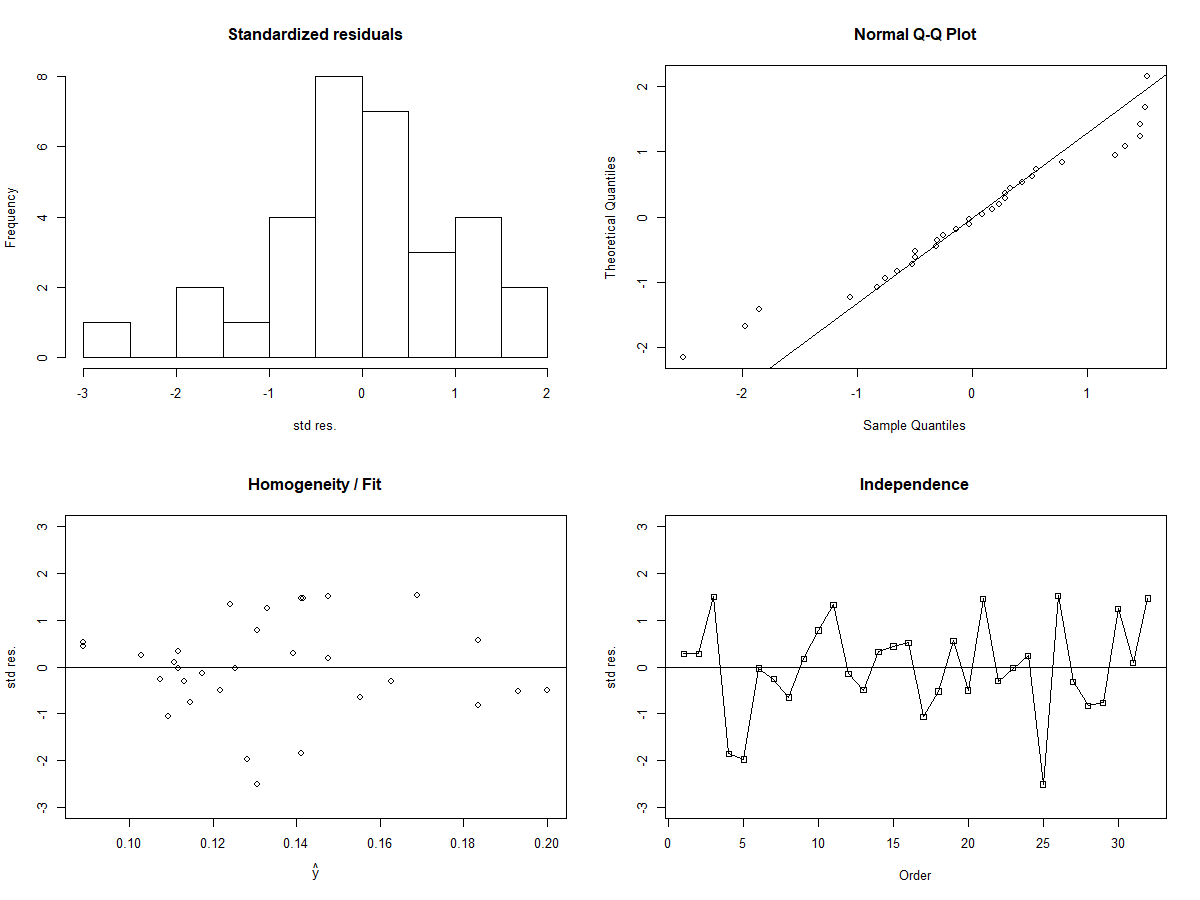 Standardized residuals
Frequency
0 2 4 6 8
-3 -2 -1 0 1 2
std res.
Normal Q-Q Plot
Theoretical Quantiles
-2 -1 0 1 2
-2 -1 0 1
Sample Quantiles
Homogeneity / Fit
std res.
-3 -2 -1 0 1 2 3
0.10 0.12 0.14 0.16 0.18 0.20
ŷ
Independence
std res.
-3 -2 -1 0 1 2 3
0 5 10 15 20 25 30
Order